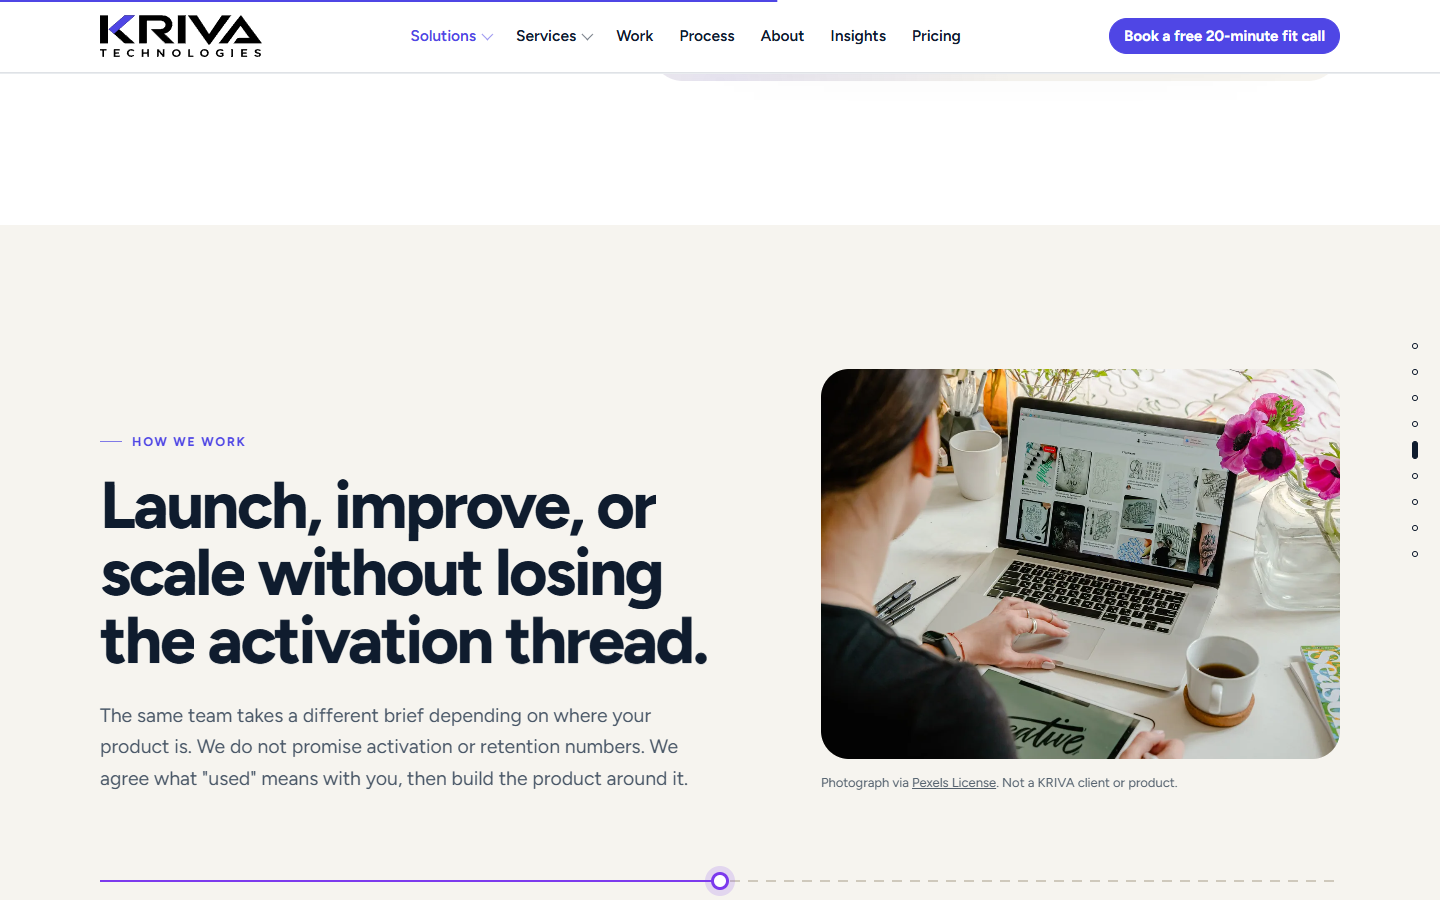 KRIVA
TECHNOLOGIES
Solutions
Services
Work
Process
About
Insights
Pricing
Book a free 20-minute fit call
HOW WE WORK
Launch, improve, or
scale without losing
the activation thread.
The same team takes a different brief depending on where your
product is. We do not promise activation or retention numbers. We
agree what "used" means with you, then build the product around it.
eative
Photograph via Pexels License. Not a KRIVA client or product.